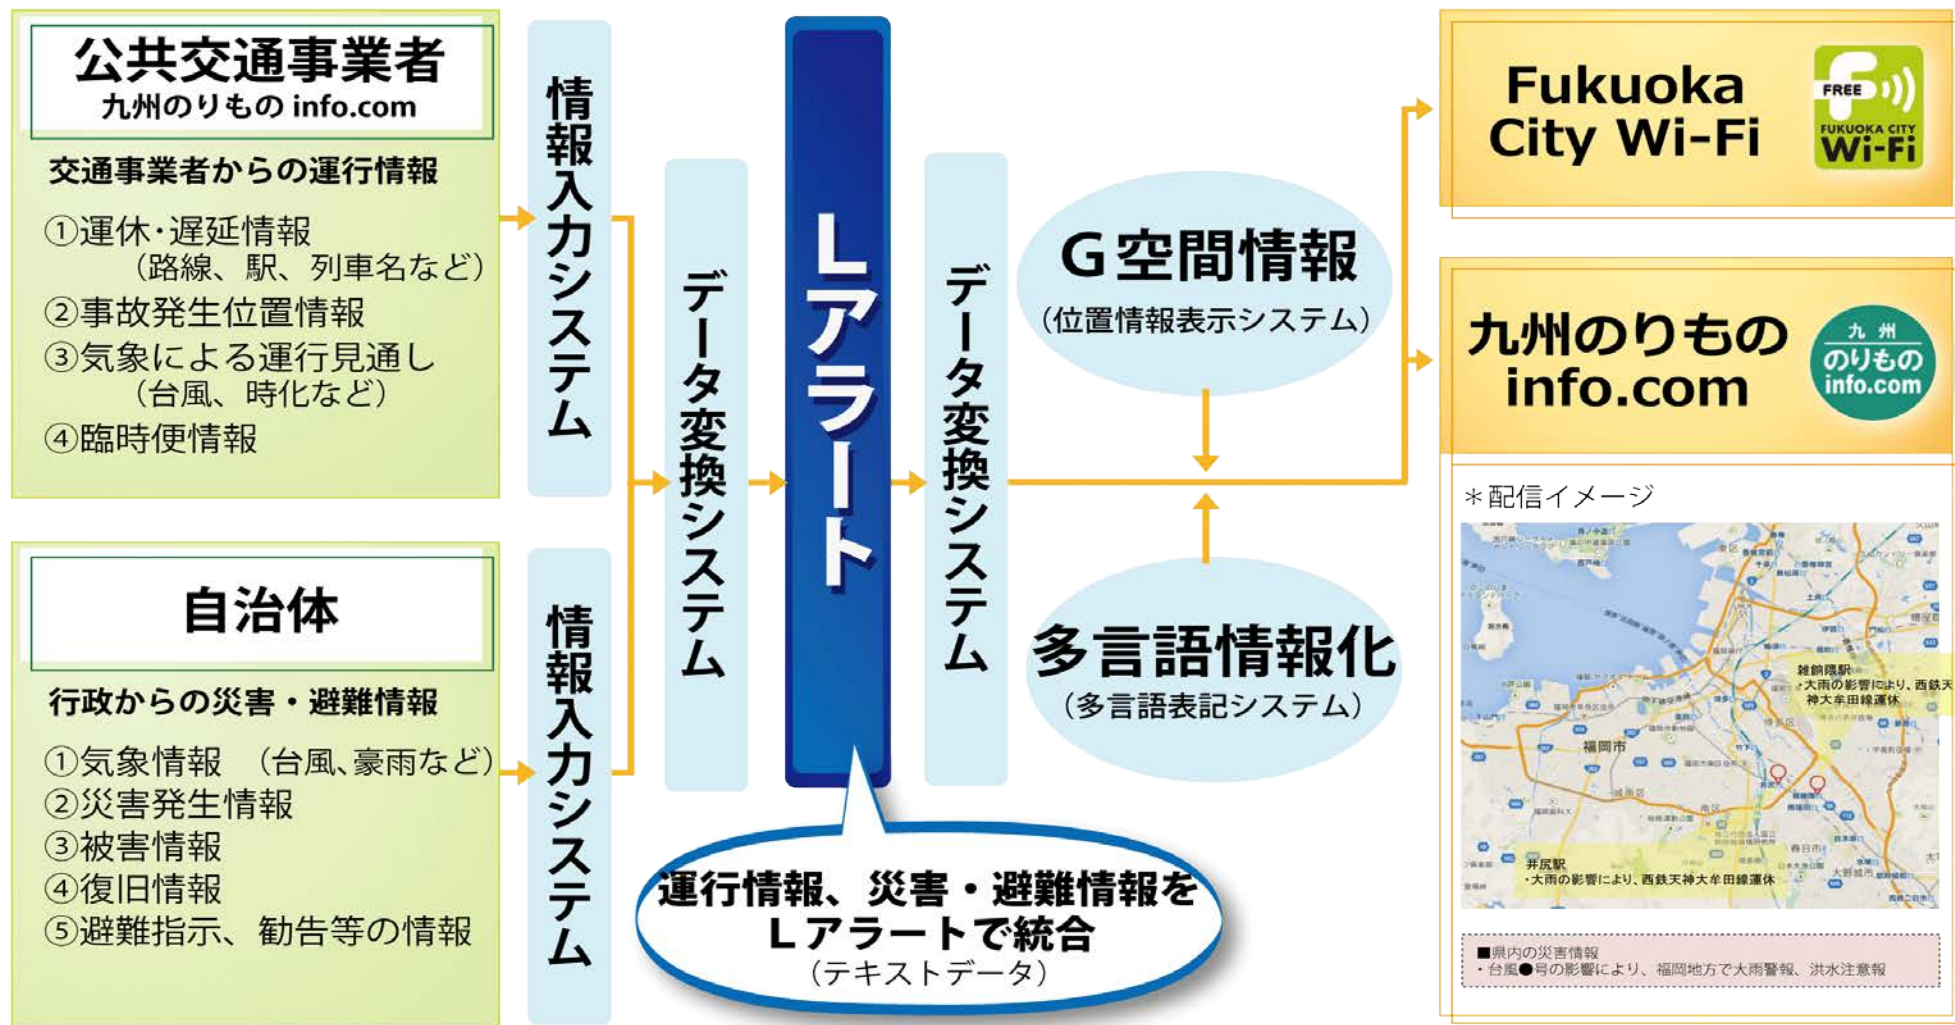 公共交通事業者
九州のりもの info.com
交通事業者からの運行情報
①運休・遅延情報
（路線、駅、列車名など）
②事故発生位置情報
③気象による運行見通し
（台風、時化など）
④臨時便情報
自治体
行政からの災害・避難情報
①気象情報　（台風、豪雨など）
②災害発生情報
③被害情報
④復旧情報
⑤避難指示、勧告等の情報
情報入力システム
情報入力システム
データ変換システム
Lアラート
運行情報、災害・避難情報を
Lアラートで統合
（テキストデータ）
データ変換システム
G空間情報
（位置情報表示システム）
多言語情報化
（多言語表記システム）
Fukuoka
City Wi-Fi
FREE
FUKUOKA CITY
Wi-Fi
九州のりもの
info.com
九州
のりもの
info.com
＊配信イメージ
雑餉隈駅
・大雨の影響により、西鉄天
神大牟田線運休
福岡市
城南区
南区
春日市
大野城市
井尻駅
・大雨の影響により、西鉄天神大牟田線運休
■県内の災害情報
・台風●号の影響により、福岡地方で大雨警報、洪水注意報